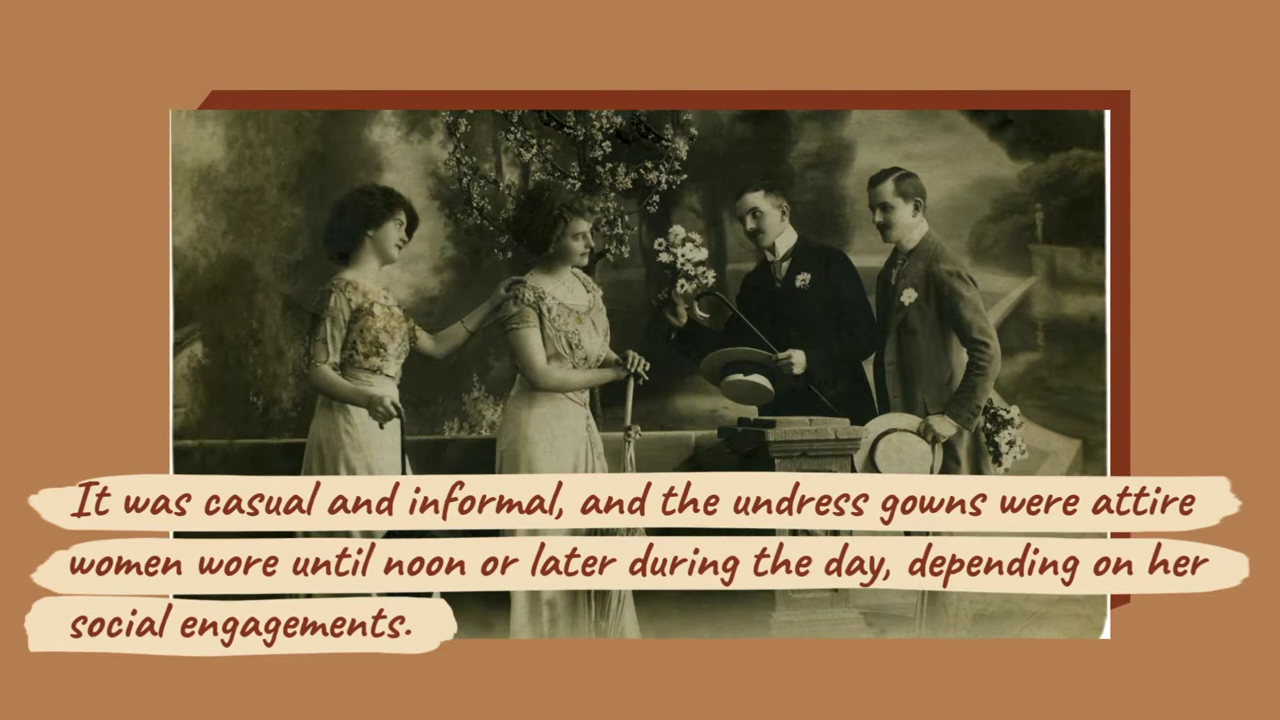 It was casual and informal, and the undress gowns were attire
women wore until noon or later during the day, depending on her
social engagements.